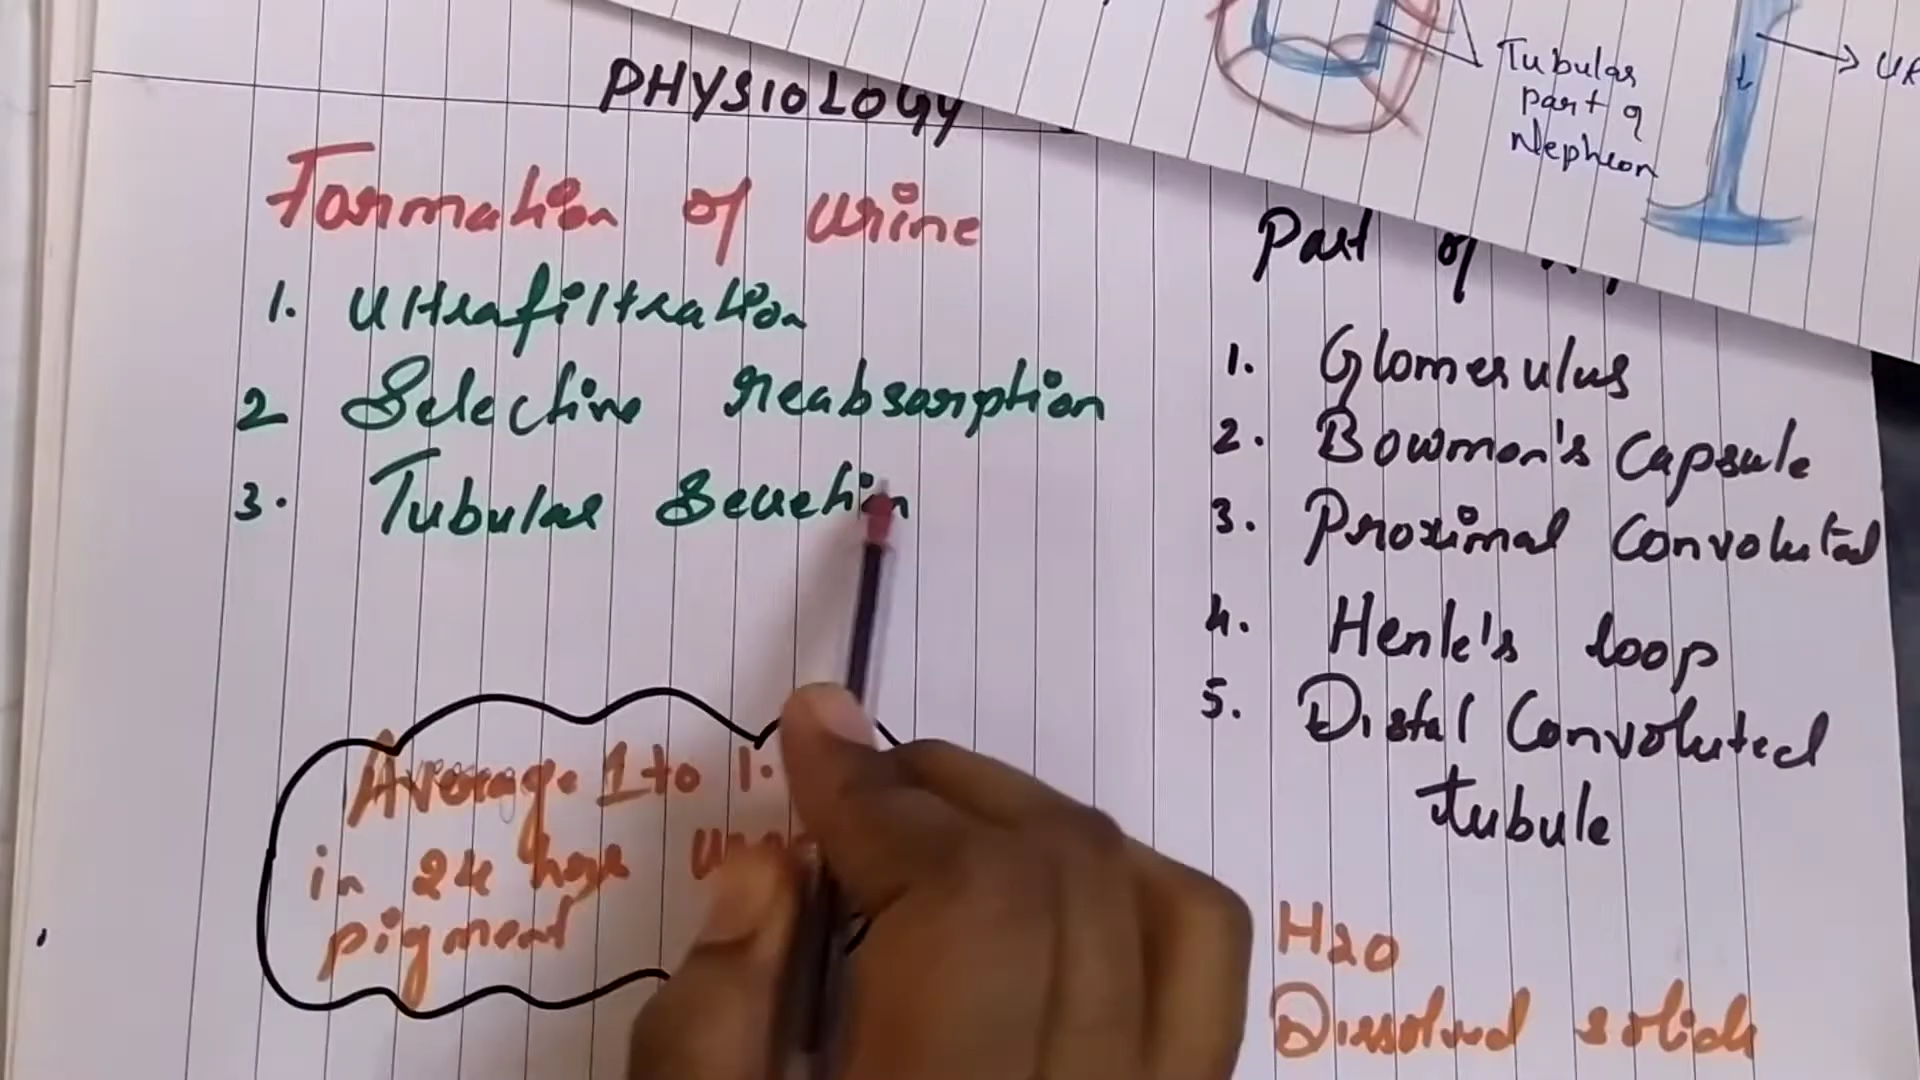 PHYSIOLOGY
Formation of urine
1. Ultrafiltration
2 Selective reabsorption
3. Tubular Secretion
Average 1 to 1.
in 24 hour
pigment
Tubular
part of
Nephron
Part of
1. Glomerulus
2. Bowman's Capsule
3. Proximal Convoluted
4. Henle's loop
5. Distal Convoluted
tubule
H2O
Dissolved solids